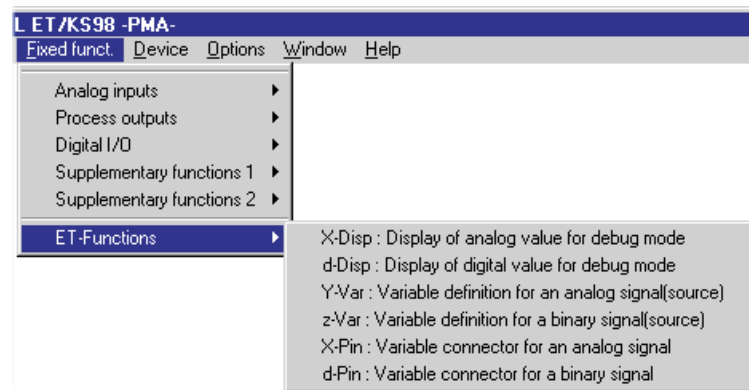 L ET/KS98 -PMA-
Fixed funct. Device Options Window Help
Analog inputs
Process outputs
Digital I/O
Supplementary functions 1
Supplementary functions 2
ET-Functions
X-Disp : Display of analog value for debug mode
d-Disp : Display of digital value for debug mode
Y-Var : Variable definition for an analog signal(source)
z-Var : Variable definition for a binary signal(source)
X-Pin : Variable connector for an analog signal
d-Pin : Variable connector for a binary signal